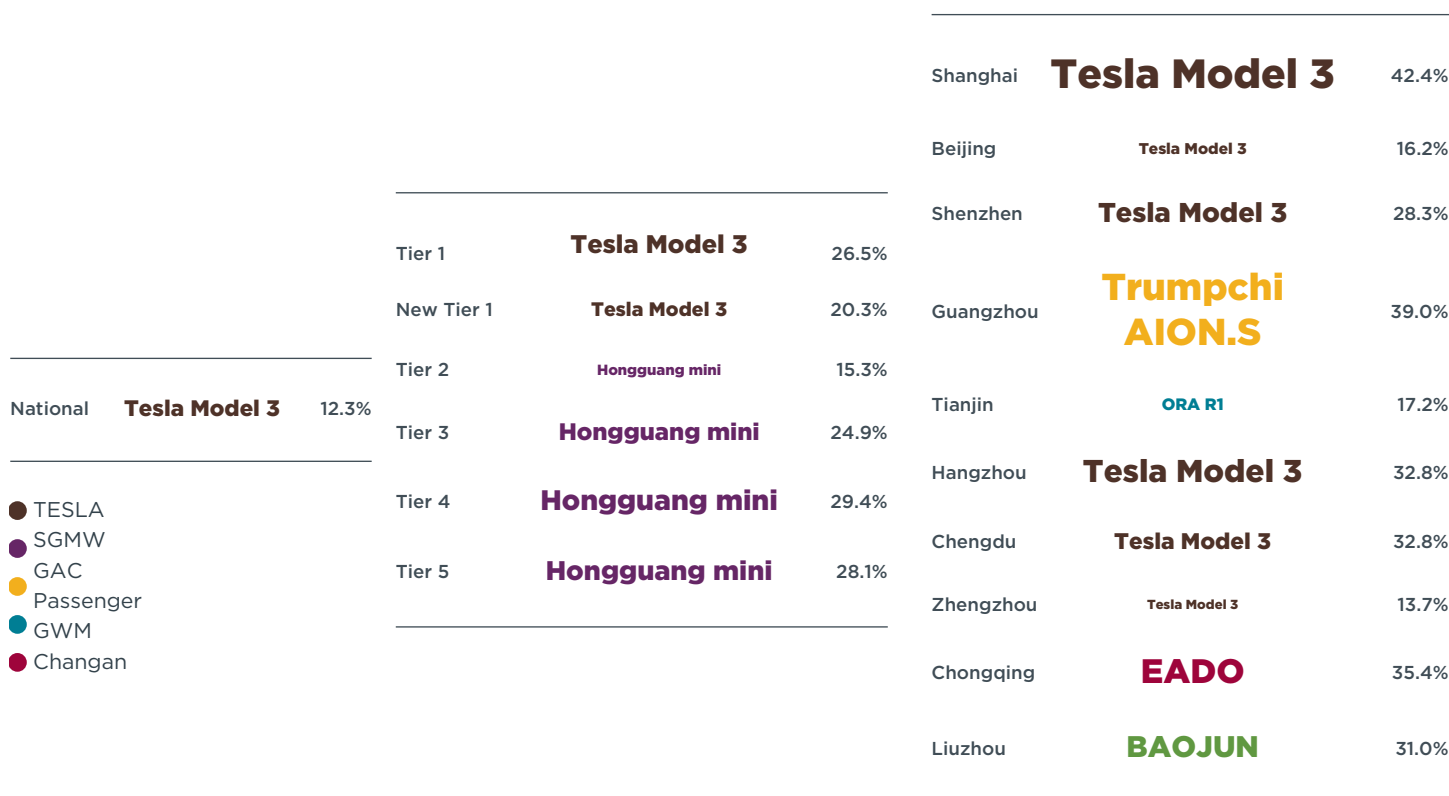 National Tesla Model 3 12.3%
TESLA
SGMW
GAC
Passenger
GWM
Changan
Tier 1 Tesla Model 3 26.5%
New Tier 1 Tesla Model 3 20.3%
Tier 2 Hongguang mini 15.3%
Tier 3 Hongguang mini 24.9%
Tier 4 Hongguang mini 29.4%
Tier 5 Hongguang mini 28.1%
Shanghai Tesla Model 3 42.4%
Beijing Tesla Model 3 16.2%
Shenzhen Tesla Model 3 28.3%
Guangzhou Trumpchi
AION.S 39.0%
Tianjin ORA R1 17.2%
Hangzhou Tesla Model 3 32.8%
Chengdu Tesla Model 3 32.8%
Zhengzhou Tesla Model 3 13.7%
Chongqing EADO 35.4%
Liuzhou BAOJUN 31.0%